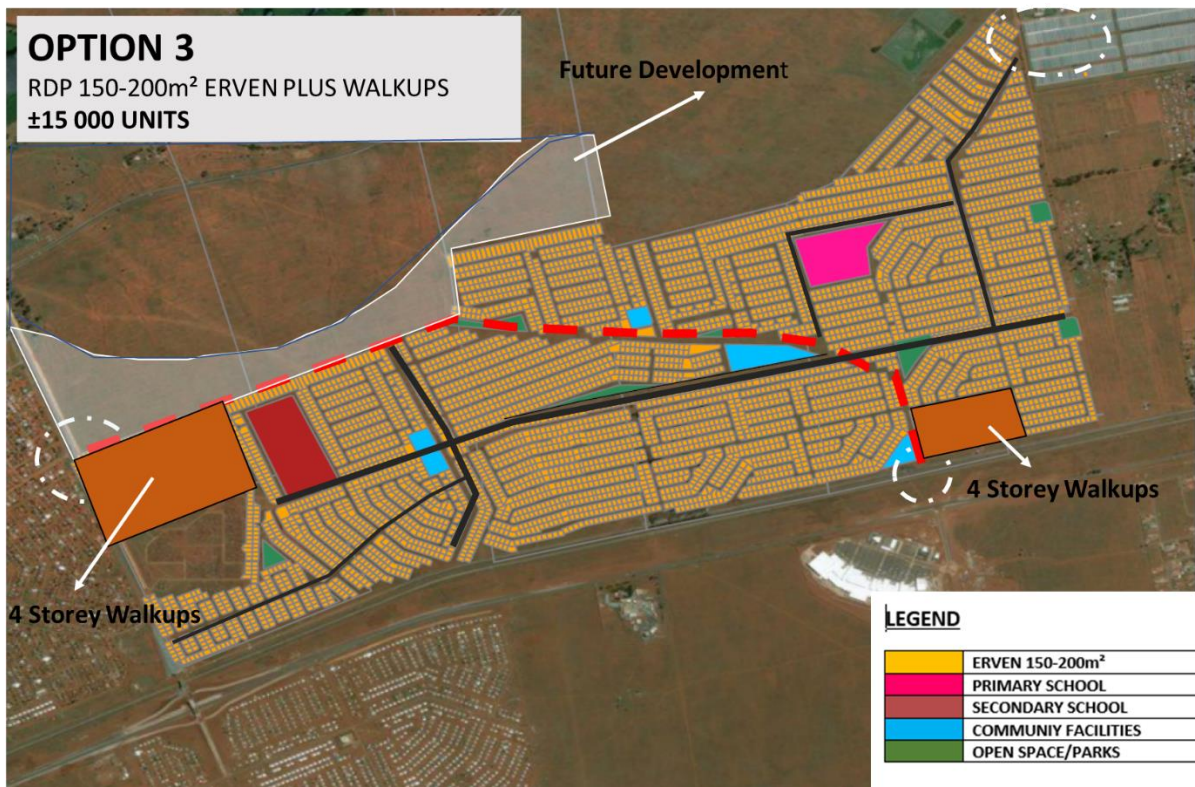 OPTION 3
RDP 150-200m² ERVEN PLUS WALKUPS
±15 000 UNITS
Future Development
4 Storey Walkups
4 Storey Walkups
LEGEND
ERVEN 150-200m²
PRIMARY SCHOOL
SECONDARY SCHOOL
COMMUNIY FACILITIES
OPEN SPACE/PARKS